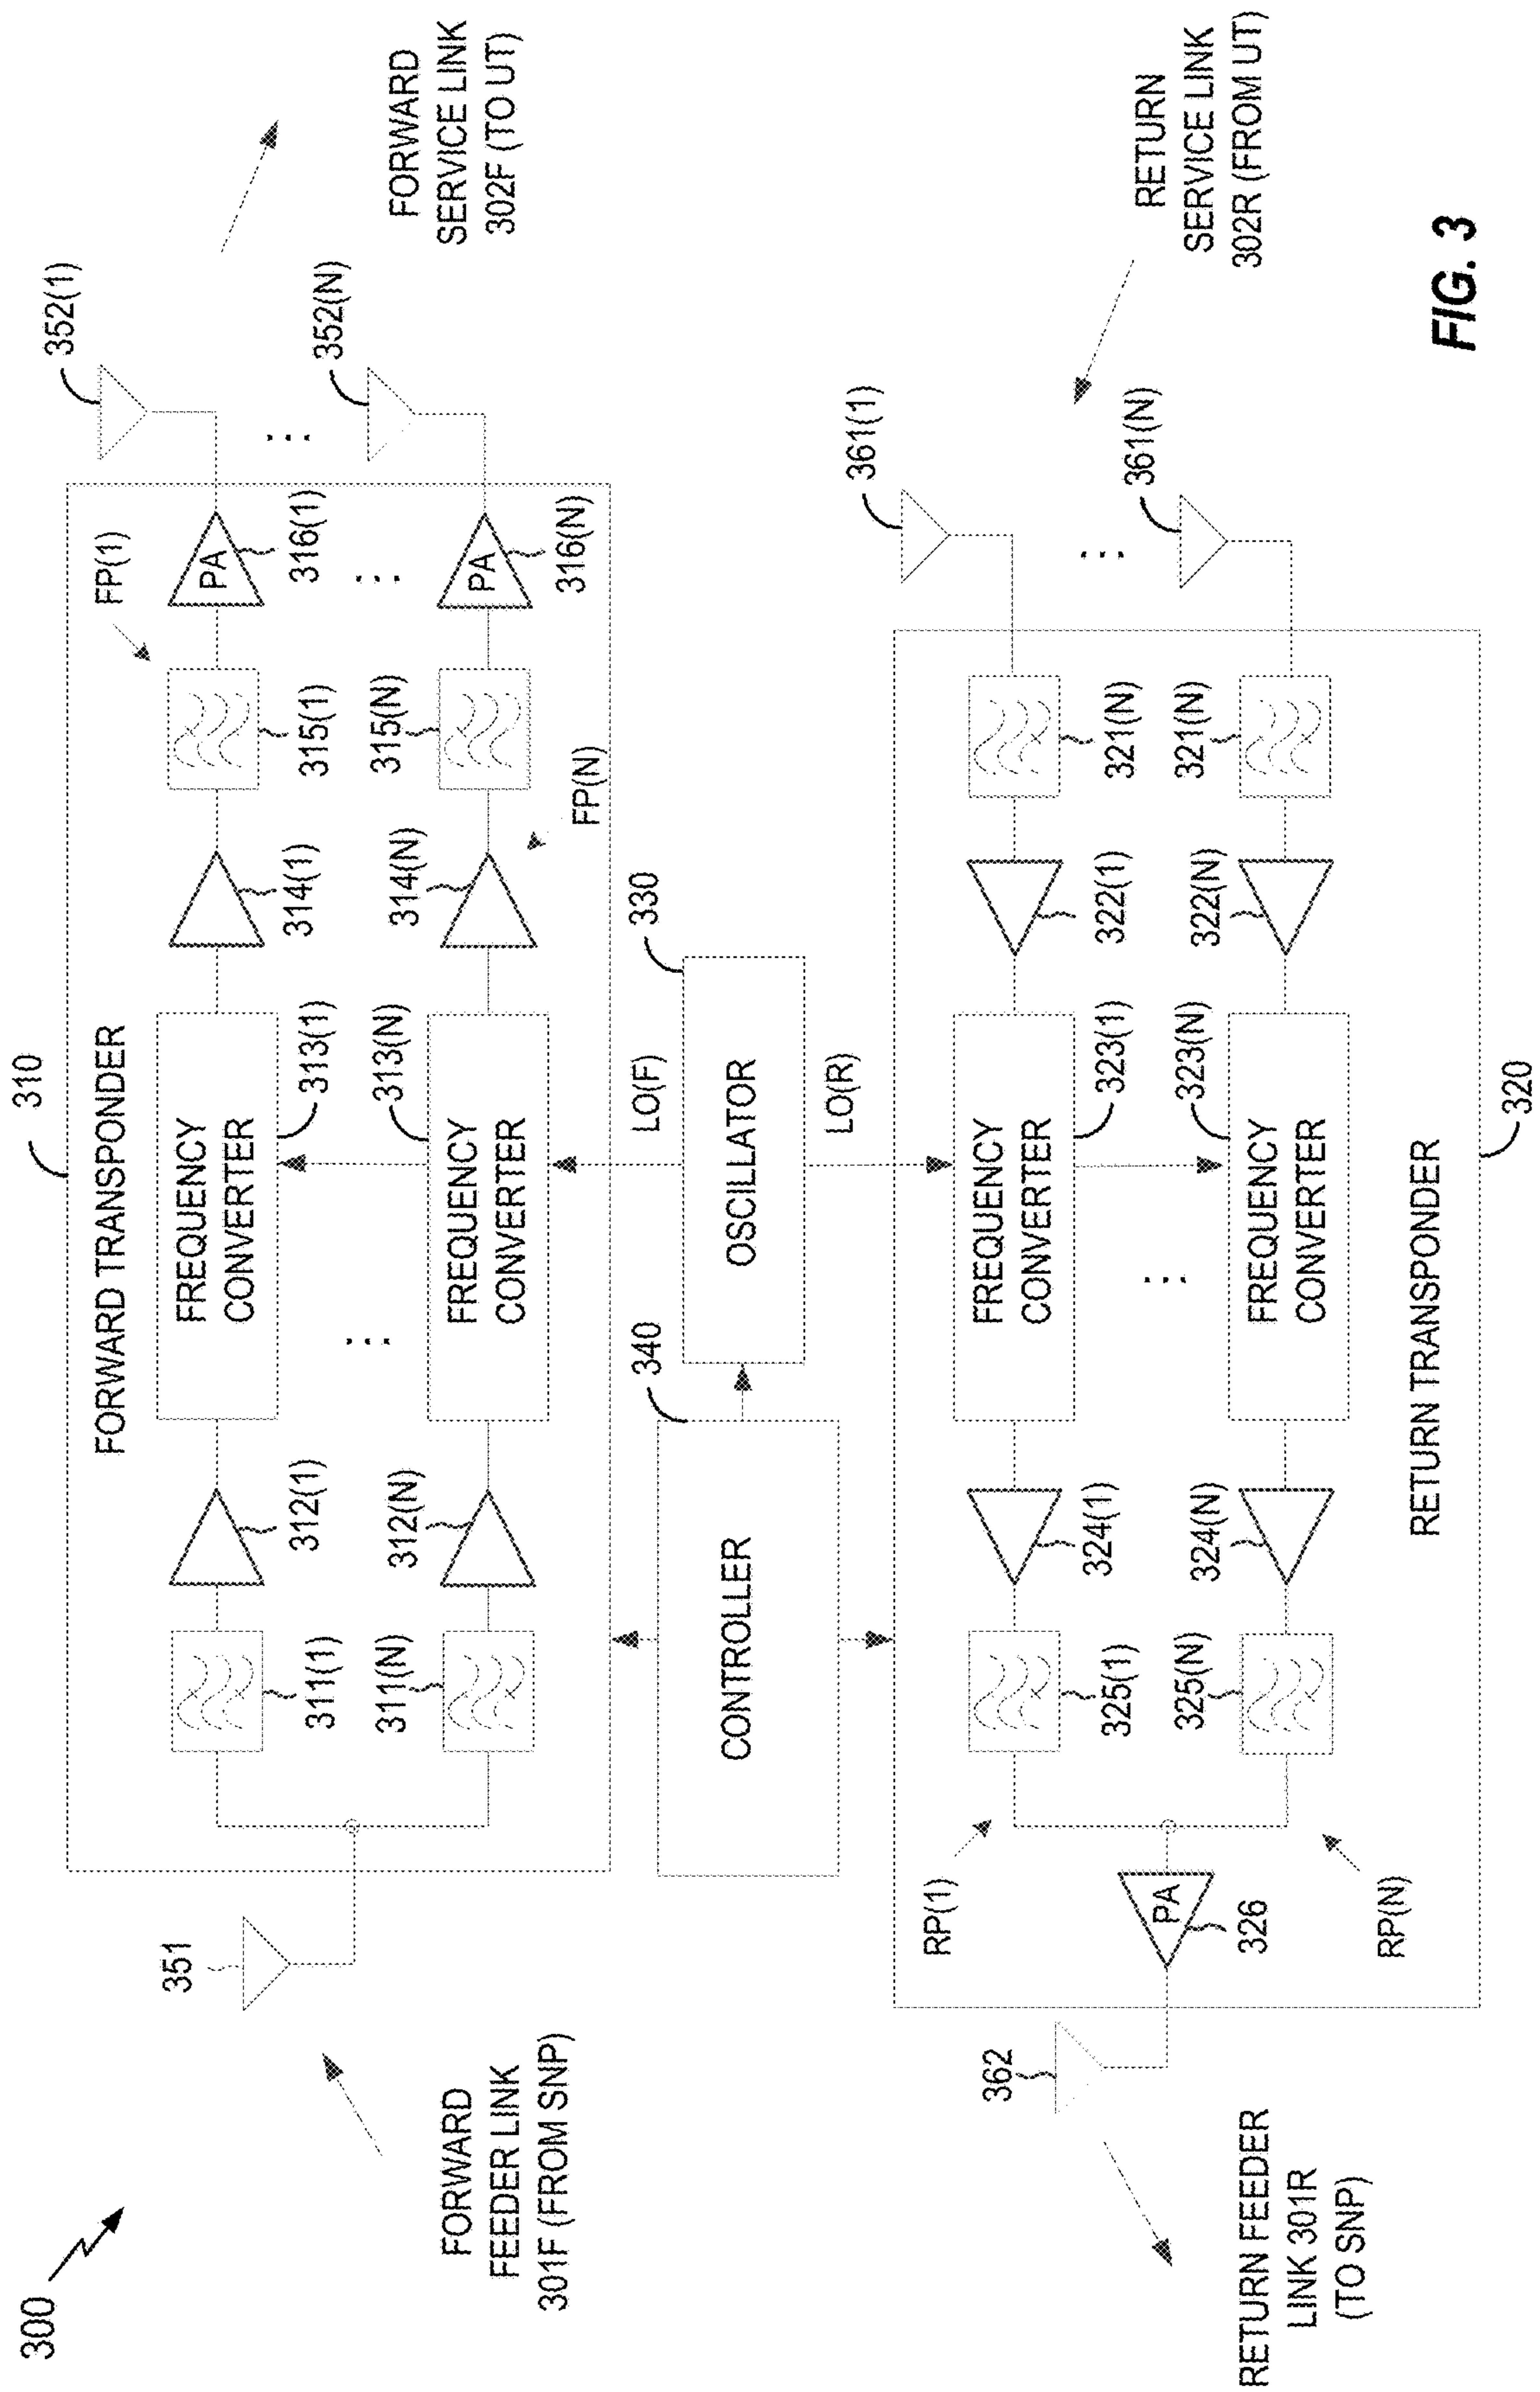 300
310
FORWARD TRANSPONDER
FP(1)
352(1)
FORWARD
SERVICE LINK
302F (TO UT)
351
311(1)
312(1)
FREQUENCY
CONVERTER
313(1)
314(1)
315(1)
PA
316(1)
...
...
...
352(N)
311(N)
312(N)
FREQUENCY
CONVERTER
313(N)
314(N)
315(N)
PA
316(N)
FP(N)
FORWARD
FEEDER LINK
301F (FROM SNP)
CONTROLLER
340
OSCILLATOR
330
LO(F)
LO(R)
RETURN
SERVICE LINK
302R (FROM UT)
361(1)
RP(1)
325(1)
324(1)
FREQUENCY
CONVERTER
323(1)
322(1)
321(N)
362
PA
326
...
...
361(N)
325(N)
324(N)
FREQUENCY
CONVERTER
323(N)
322(N)
321(N)
RP(N)
RETURN TRANSPONDER
320
RETURN FEEDER
LINK 301R
(TO SNP)
FIG. 3